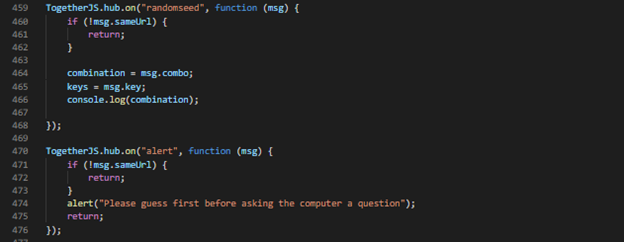 459 TogetherJS.hub.on("randomseed", function (msg) {
460     if (!msg.sameUrl) {
461         return;
462     }
463
464     combination = msg.combo;
465     keys = msg.key;
466     console.log(combination);
467
468 });
469
470 TogetherJS.hub.on("alert", function (msg) {
471     if (!msg.sameUrl) {
472         return;
473     }
474     alert("Please guess first before asking the computer a question");
475     return;
476 });